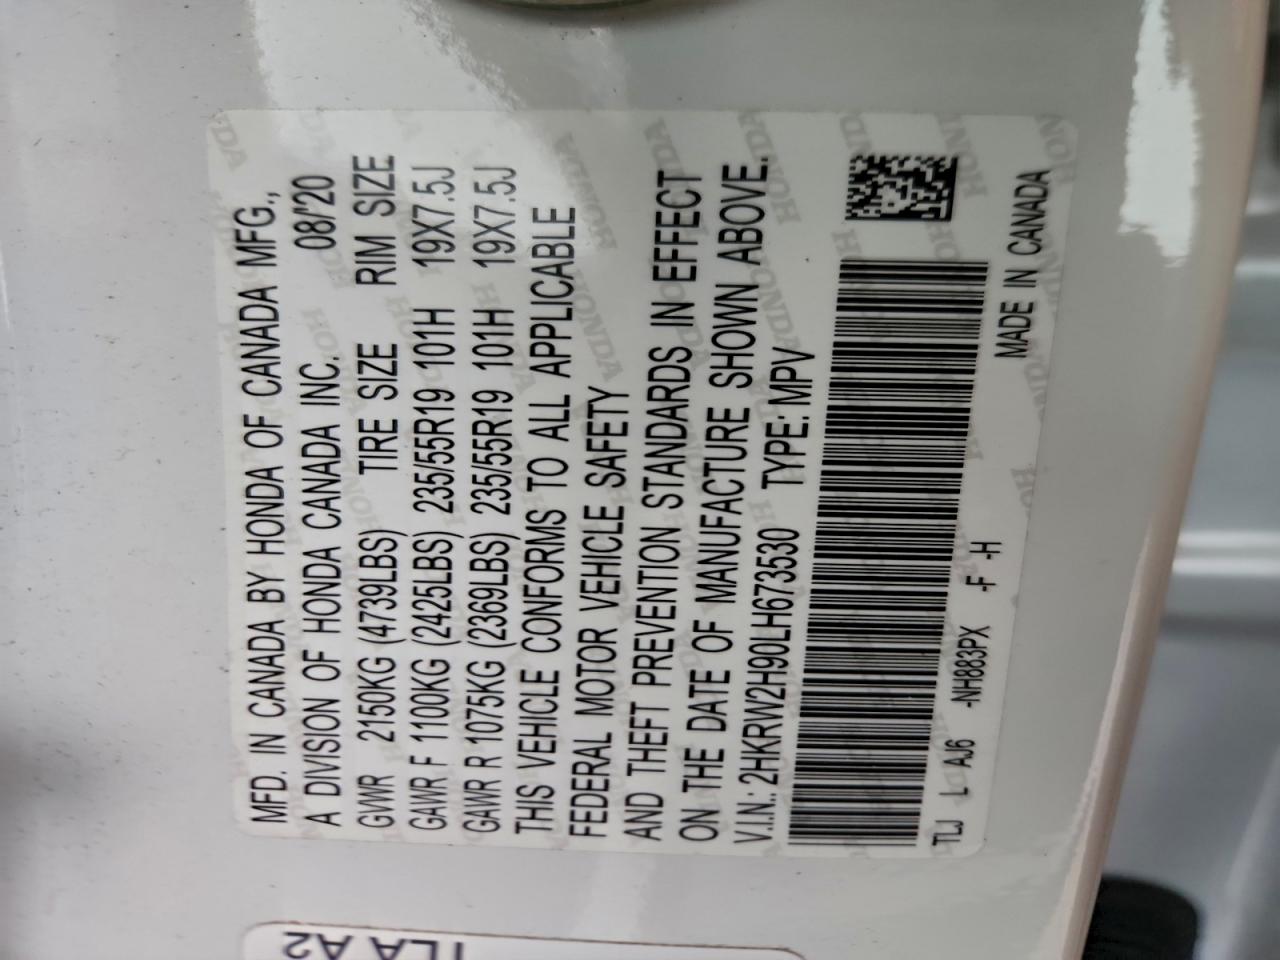 MFD. IN CANADA BY HONDA OF CANADA MFG.,
A DIVISION OF HONDA CANADA INC. 08/'20
GVWR 2150KG (4739LBS) TIRE SIZE RIM SIZE
GAWR F 1100KG (2425LBS) 235/55R19 101H 19X7.5J
GAWR R 1075KG (2369LBS) 235/55R19 101H 19X7.5J
THIS VEHICLE CONFORMS TO ALL APPLICABLE
FEDERAL MOTOR VEHICLE SAFETY
AND THEFT PREVENTION STANDARDS IN EFFECT
ON THE DATE OF MANUFACTURE SHOWN ABOVE.
V.I.N.: 2HKRW2H90LH673530 TYPE: MPV
TLJ L AJ6 -NH883PX -F -H MADE IN CANADA
TLA A2